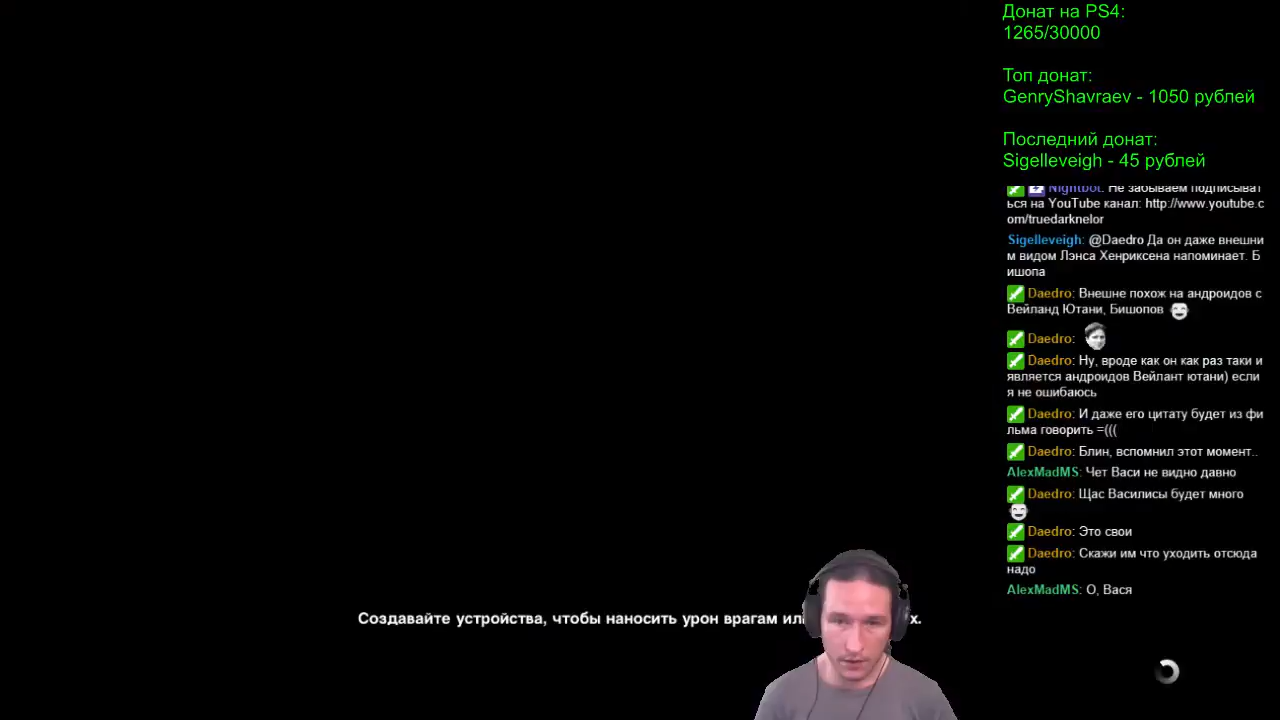 Донат на PS4:
1265/30000
Топ донат:
GenryShavraev - 1050 рублей
Последний донат:
Sigelleveigh - 45 рублей
Nightbot: Не забываем подписыват
ься на YouTube канал: http://www.youtube.c
om/truedarknelor
Sigelleveigh: @Daedro Да он даже внешни
м видом Лэнса Хенриксена напоминает. Б
ишопа
Daedro: Внешне похож на андроидов с
Вейланд Ютани, Бишопов
Daedro:
Daedro: Ну, вроде как он как раз таки и
является андроидов Вейлант ютани) если
я не ошибаюсь
Daedro: И даже его цитату будет из фи
льма говорить =(((
Daedro: Блин, вспомнил этот момент..
AlexMadMS: Чет Васи не видно давно
Daedro: Щас Василисы будет много
Daedro: Это свои
Daedro: Скажи им что уходить отсюда
надо
AlexMadMS: О, Вася
Создавайте устройства, чтобы наносить урон врагам